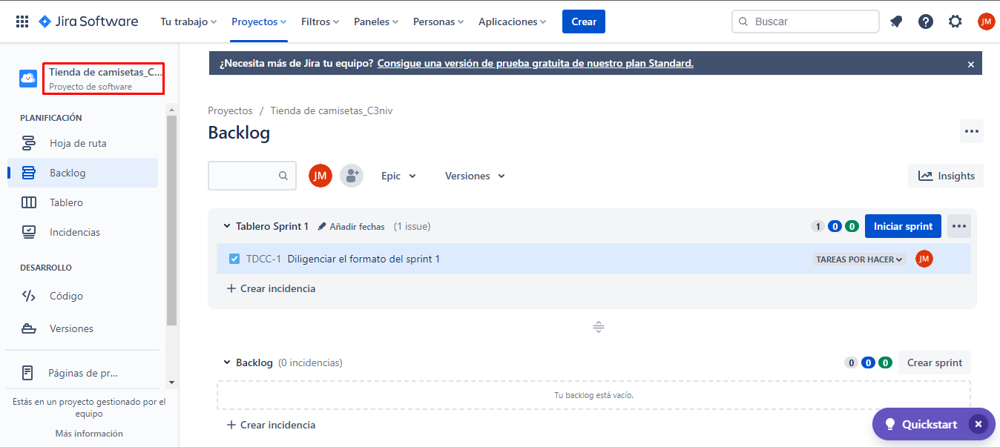 Jira Software
Tu trabajo
Proyectos
Filtros
Paneles
Personas
Aplicaciones
Crear
Buscar
JM
Tienda de camisetas_C...
Proyecto de software
PLANIFICACIÓN
Hoja de ruta
Backlog
Tablero
Incidencias
DESARROLLO
Código
Versiones
Páginas de pr...
Estás en un proyecto gestionado por el
equipo
Más información
¿Necesita más de Jira tu equipo? Consigue una versión de prueba gratuita de nuestro plan Standard.
Proyectos / Tienda de camisetas_C3niv
Backlog
JM
Epic
Versiones
Insights
Tablero Sprint 1 Añadir fechas (1 issue)
1 0 0
Iniciar sprint
TDCC-1 Diligenciar el formato del sprint 1
TAREAS POR HACER
JM
+ Crear incidencia
Backlog (0 incidencias)
0 0 0
Crear sprint
Tu backlog está vacío.
+ Crear incidencia
Quickstart